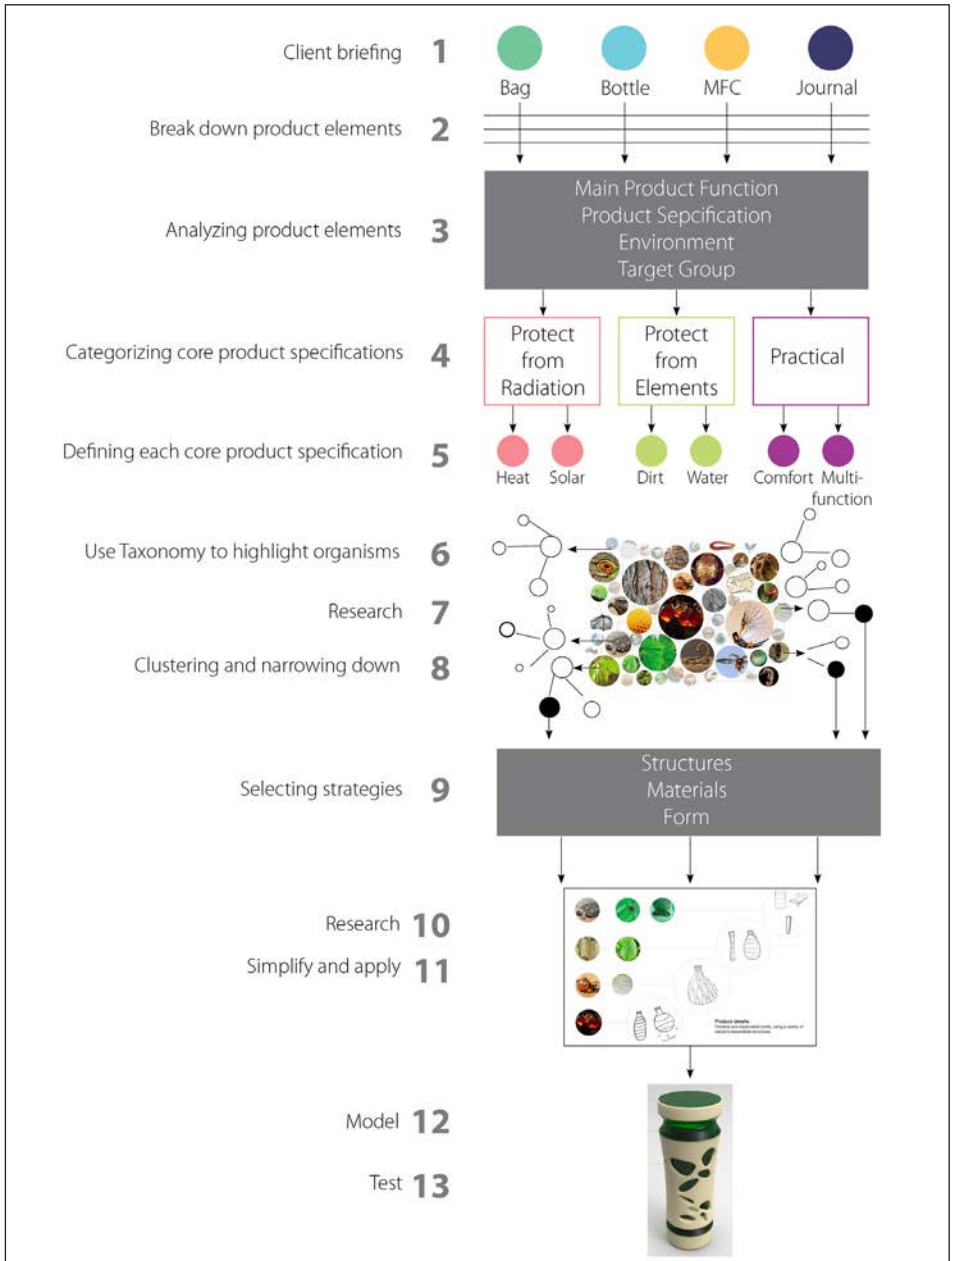 Client briefing 1
Bag Bottle MFC Journal
Break down product elements 2
Analyzing product elements 3
Main Product Function
Product Sepcification
Environment
Target Group
Categorizing core product specifications 4
Protect
from
Radiation
Protect
from
Elements
Practical
Defining each core product specification 5
Heat Solar Dirt Water Comfort Multi-
function
Use Taxonomy to highlight organisms 6
Research 7
Clustering and narrowing down 8
Selecting strategies 9
Structures
Materials
Form
Research 10
Simplify and apply 11
Product details:
Model 12
Test 13